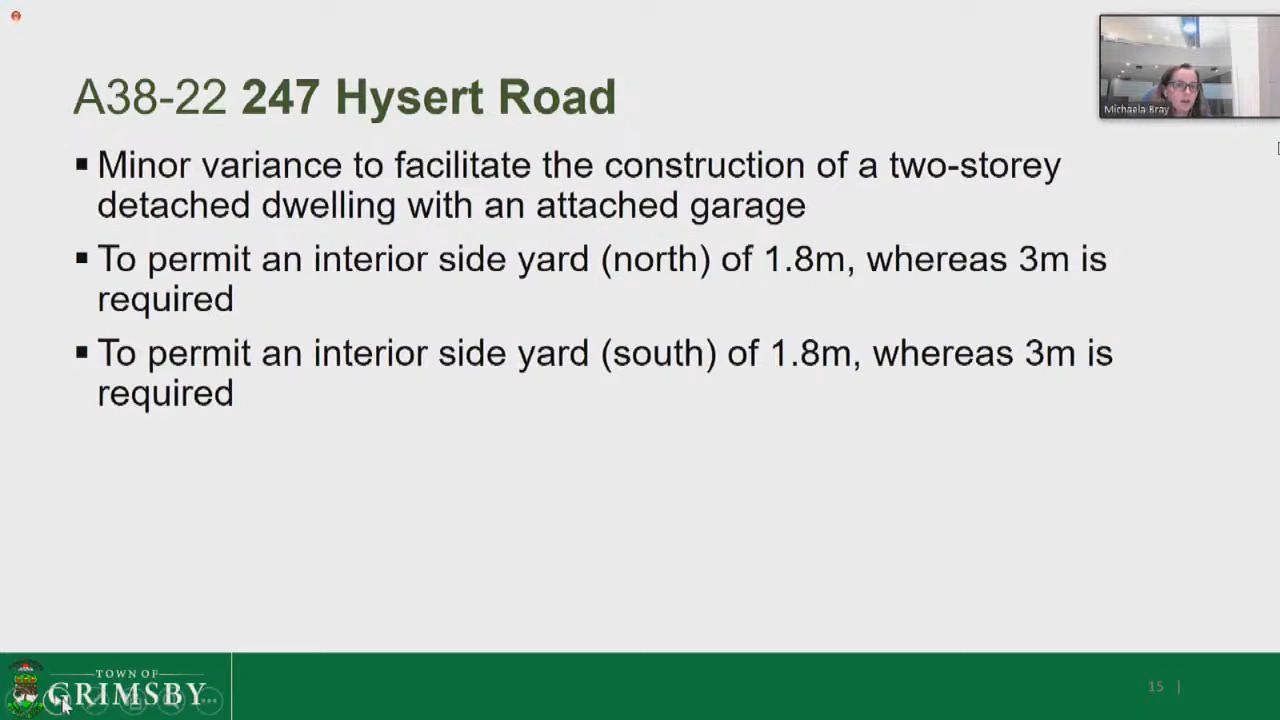 A38-22 247 Hysert Road
Michaela Bray
▪ Minor variance to facilitate the construction of a two-storey
detached dwelling with an attached garage
▪ To permit an interior side yard (north) of 1.8m, whereas 3m is
required
▪ To permit an interior side yard (south) of 1.8m, whereas 3m is
required
TOWN OF
GRIMSBY
15 |